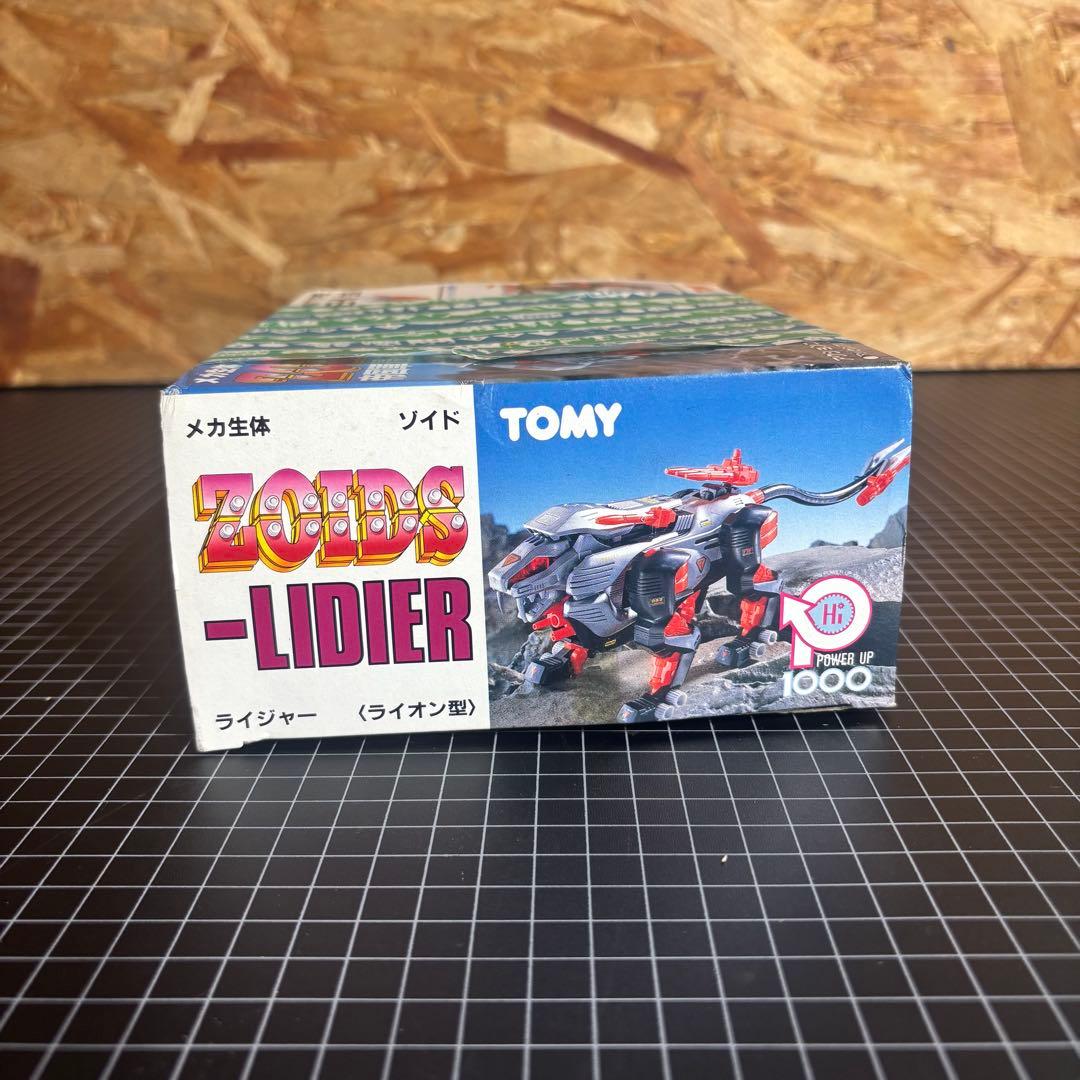 メカ生体 ゾイド
ZOIDS
-LIDIER
ライジャー 〈ライオン型〉
TOMY
Hi
POWER UP
1000